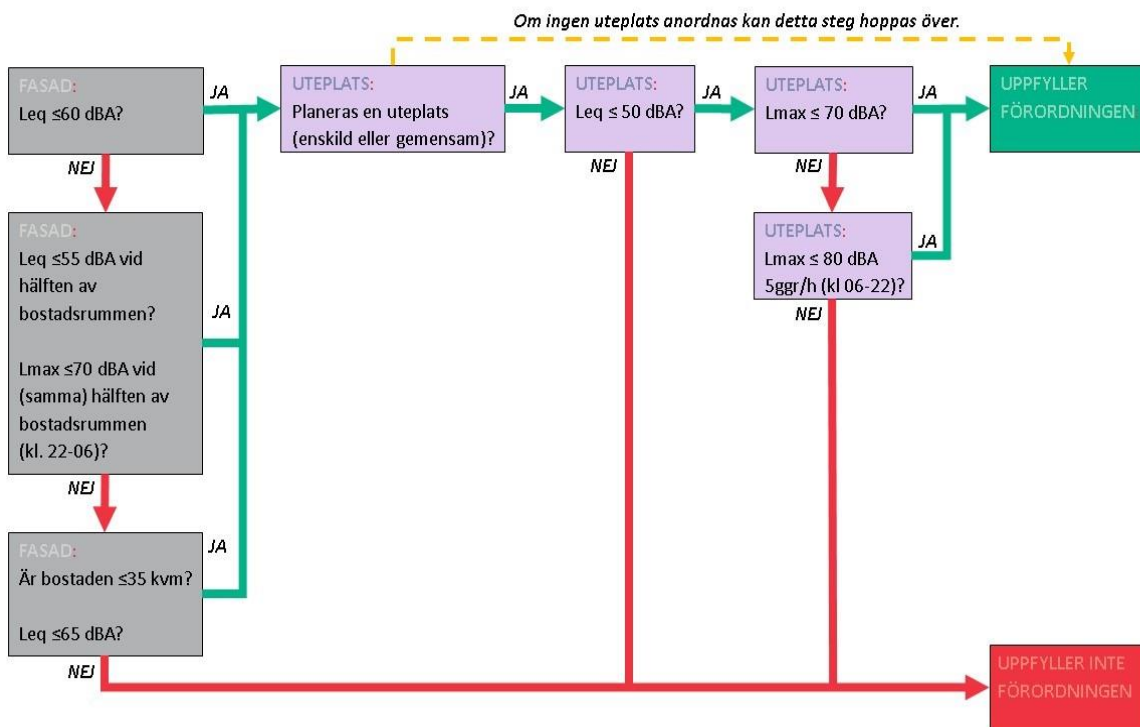 Om ingen uteplats anordnas kan detta steg hoppas över.
FASAD:
Leq ≤60 dBA?
JA
NEJ
UTEPLATS:
Planeras en uteplats
(enskild eller gemensam)?
JA
UTEPLATS:
Leq ≤ 50 dBA?
JA
NEJ
UTEPLATS:
Lmax ≤ 70 dBA?
JA
NEJ
UPPFYLLER
FÖRORDNINGEN
FASAD:
Leq ≤55 dBA vid
hälften av
bostadsrummen?
Lmax ≤70 dBA vid
(samma) hälften av
bostadsrummen
(kl. 22-06)?
JA
NEJ
UTEPLATS:
Lmax ≤ 80 dBA
5ggr/h (kl 06-22)?
JA
NEJ
FASAD:
Är bostaden ≤35 kvm?
Leq ≤65 dBA?
JA
NEJ
UPPFYLLER INTE
FÖRORDNINGEN